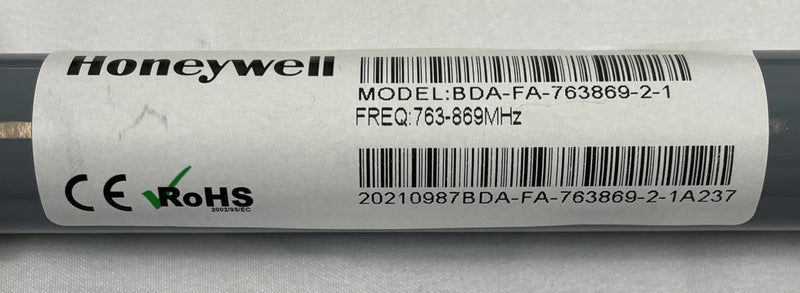 Honeywell
MODEL:BDA-FA-763869-2-1
FREQ:763-869MHz
CE RoHS
2002/95/EC
20210987BDA-FA-763869-2-1A237